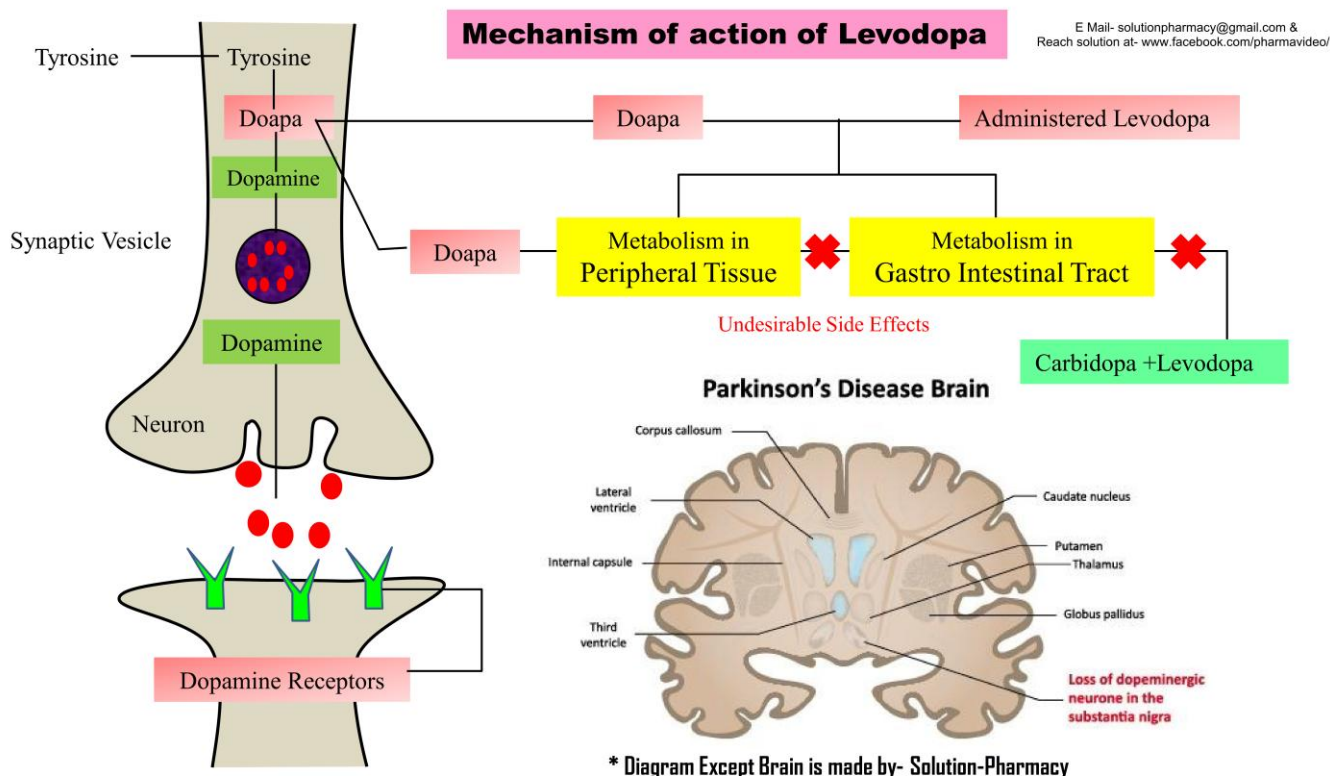 Mechanism of action of Levodopa
E Mail- solutionpharmacy@gmail.com &
Reach solution at- www.facebook.com/pharmavideo/
Tyrosine
Tyrosine
Doapa
Doapa
Administered Levodopa
Dopamine
Synaptic Vesicle
Doapa
Metabolism in
Peripheral Tissue
Metabolism in
Gastro Intestinal Tract
Undesirable Side Effects
Dopamine
Carbidopa +Levodopa
Neuron
Dopamine Receptors
Parkinson's Disease Brain
Corpus callosum
Lateral
ventricle
Internal capsule
Third
ventricle
Caudate nucleus
Putamen
Thalamus
Globus pallidus
Loss of dopeminergic
neurone in the
substantia nigra
* Diagram Except Brain is made by- Solution-Pharmacy